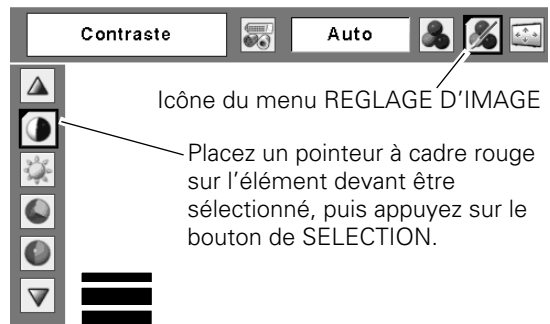 Contraste
Auto
Icône du menu REGLAGE D'IMAGE
Placez un pointeur à cadre rouge
sur l’élément devant être
sélectionné, puis appuyez sur le
bouton de SELECTION.